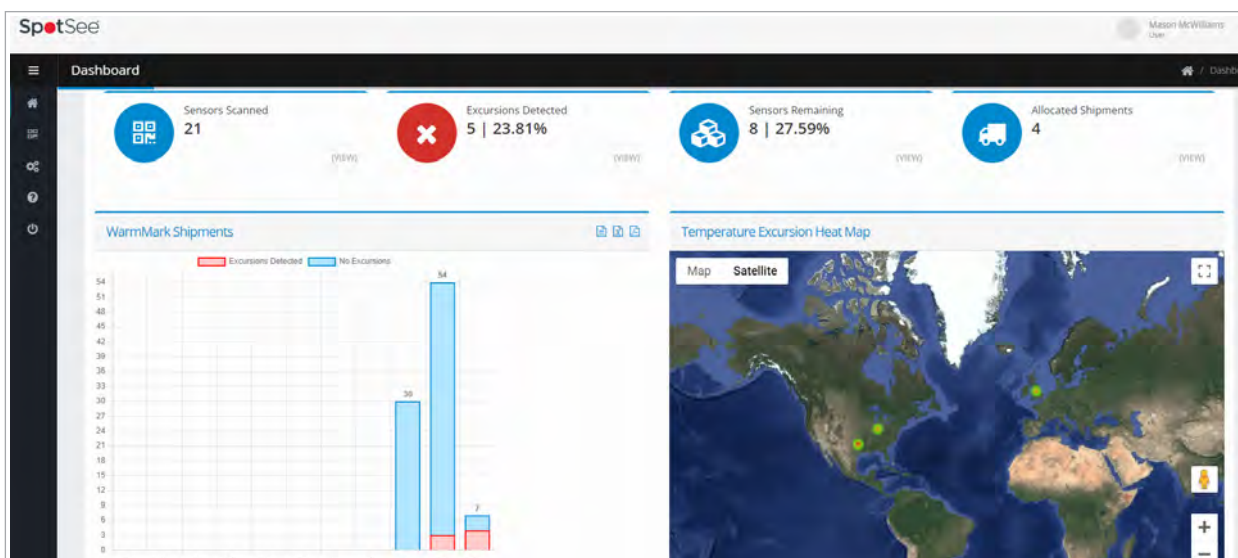 SpotSee
Mason McWilliams
User
Dashboard
/ Dashb
Sensors Scanned
21
(VIEW)
Excursions Detected
5 | 23.81%
(VIEW)
Sensors Remaining
8 | 27.59%
(VIEW)
Allocated Shipments
4
(VIEW)
WarmMark Shipments
Excursions Detected
No Excursions
54
51
48
45
42
39
36
33
30
27
24
21
18
15
12
9
6
3
0
30
54
7
Temperature Excursion Heat Map
Map
Satellite